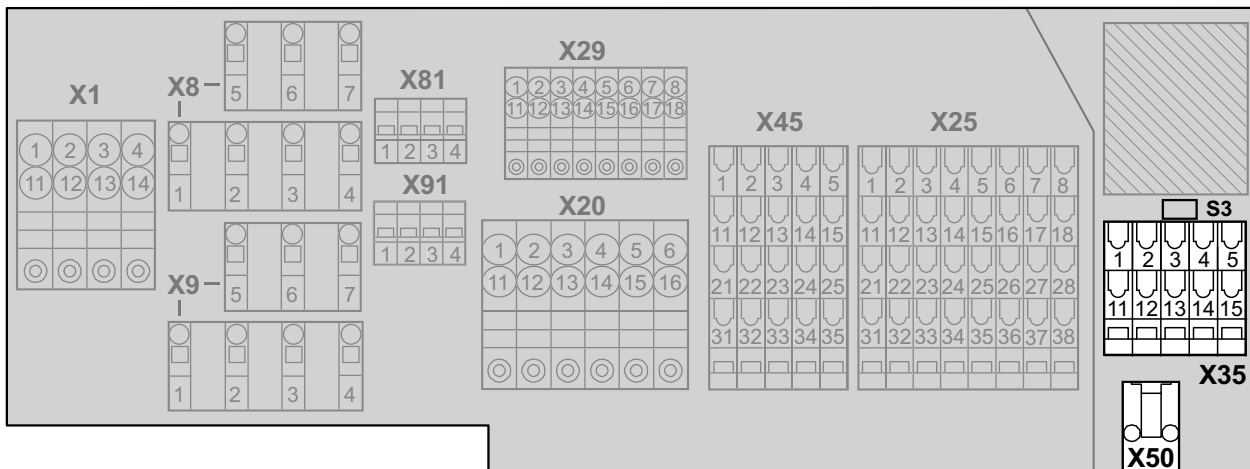 X1
1 2 3 4
11 12 13 14
X8
5 6 7
1 2 3 4
X9
5 6 7
1 2 3 4
X81
1 2 3 4
X91
1 2 3 4
X29
1 2 3 4 5 6 7 8
11 12 13 14 15 16 17 18
X20
1 2 3 4 5 6
11 12 13 14 15 16
X45
1 2 3 4 5
11 12 13 14 15
21 22 23 24 25
31 32 33 34 35
X25
1 2 3 4 5 6 7 8
11 12 13 14 15 16 17 18
21 22 23 24 25 26 27 28
31 32 33 34 35 36 37 38
S3
1 2 3 4 5
11 12 13 14 15
X35
X50